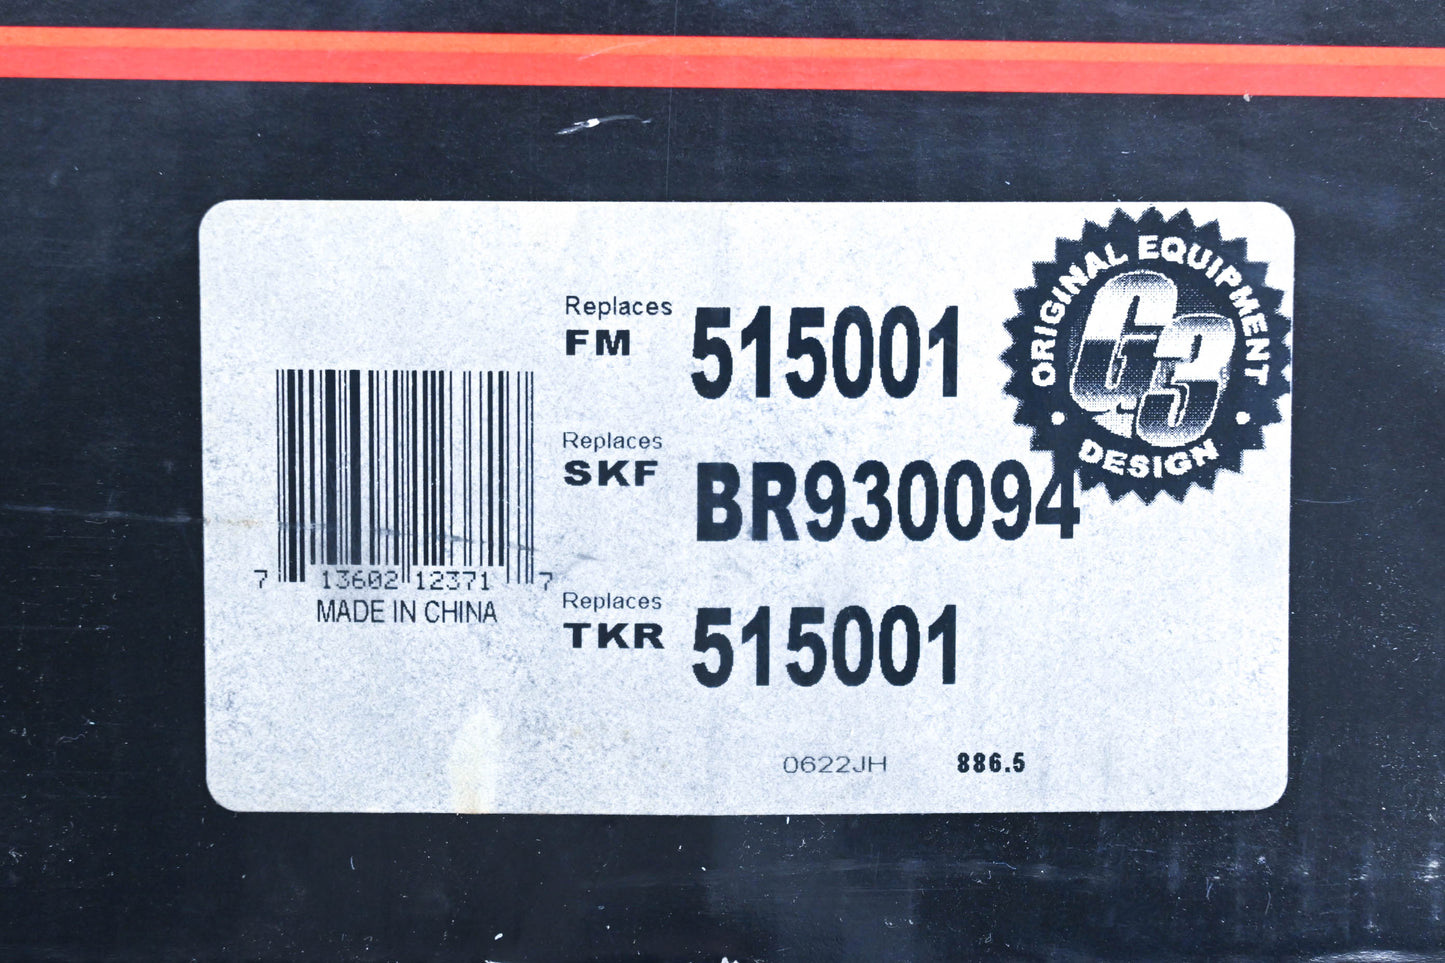 Replaces
FM 515001
Replaces
SKF BR930094
Replaces
TKR 515001
7 13602 12371 7
MADE IN CHINA
0622JH 886.5
ORIGINAL EQUIPMENT
G3
DESIGN